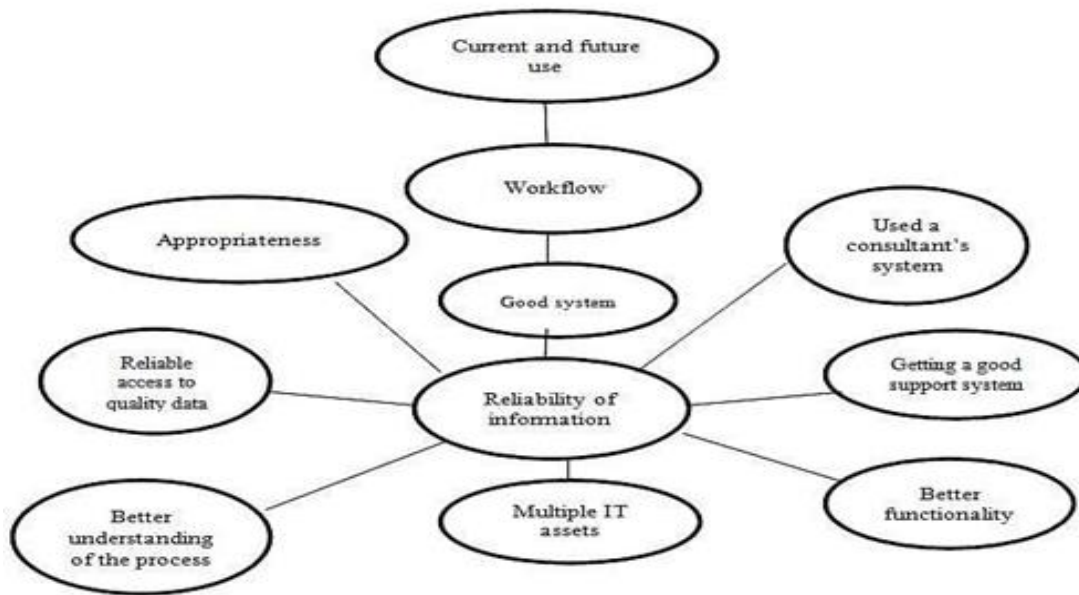 Current and future
use
Workflow
Appropriateness
Used a
consultant's
system
Good system
Reliable
access to
quality data
Getting a good
support system
Reliability of
information
Better
understanding
of the process
Multiple IT
assets
Better
functionality